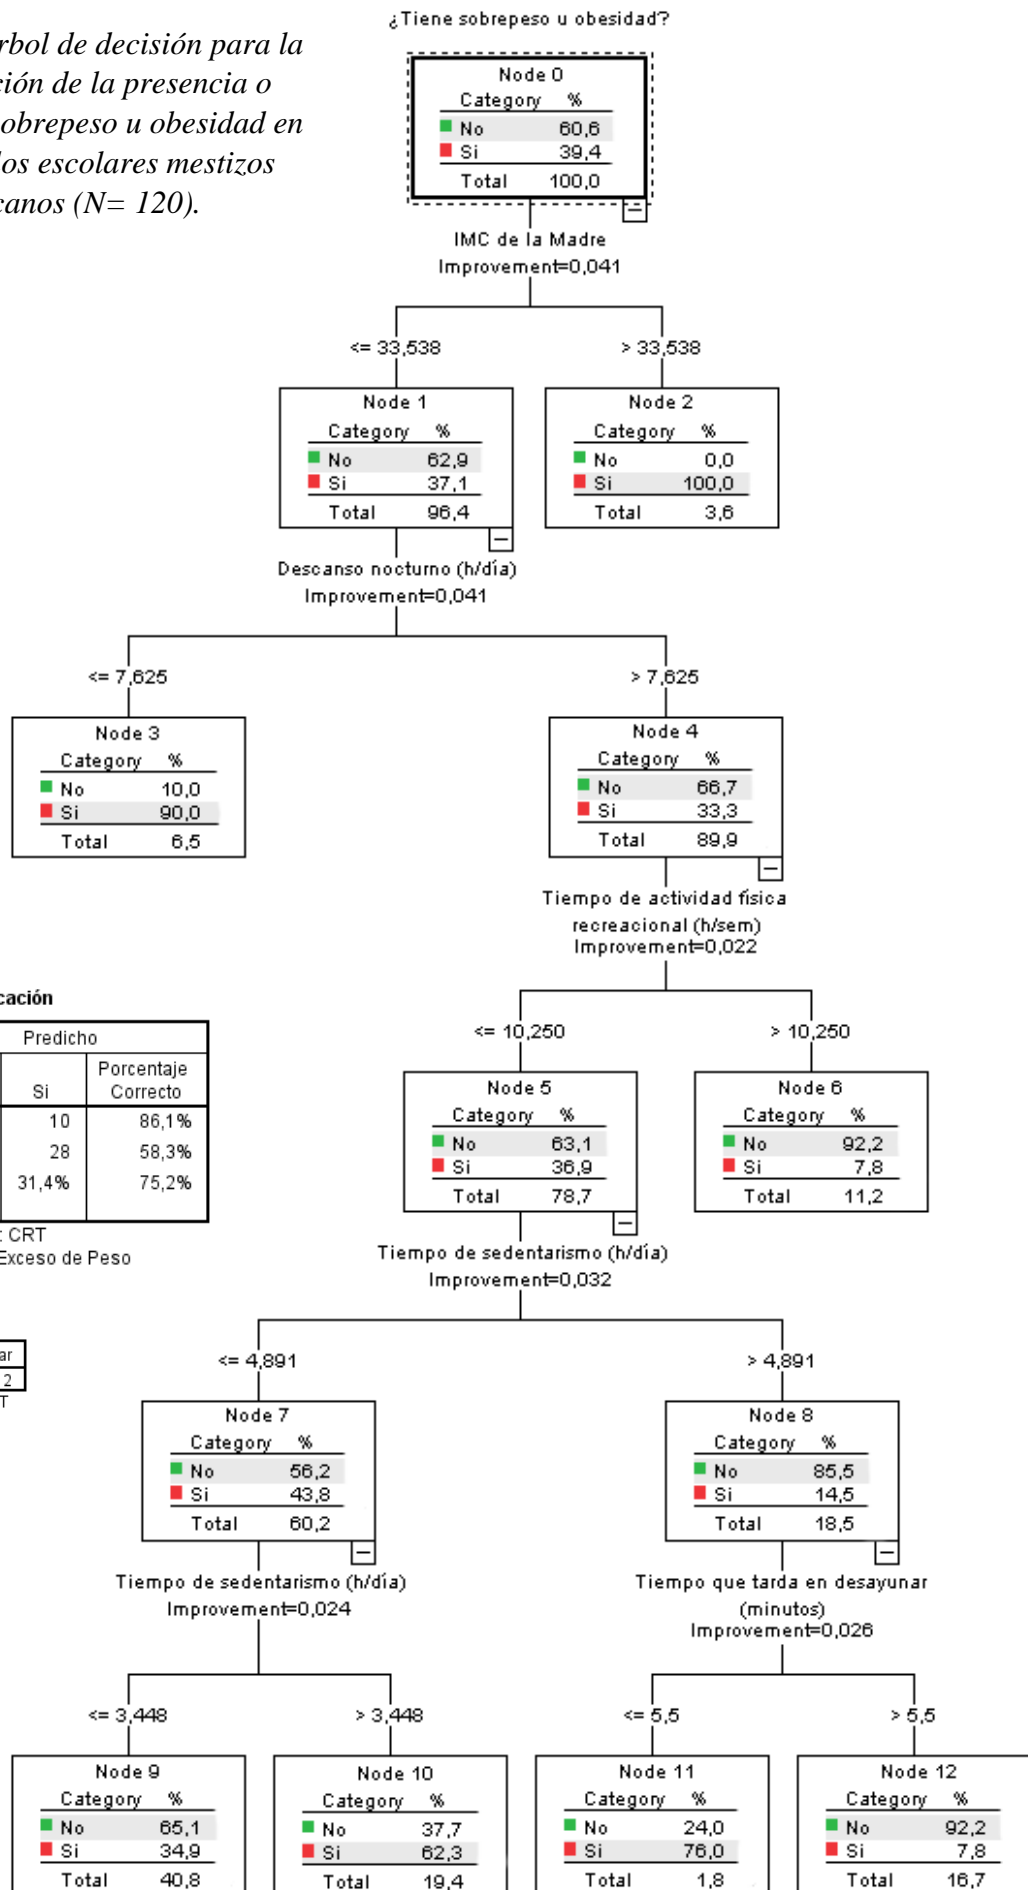 ¿Tiene sobrepeso u obesidad?
rbol de decisión para la
ción de la presencia o
sobrepeso u obesidad en
los escolares mestizos
canos (N= 120).
Node 0
Category %
No 60,6
Si 39,4
Total 100,0
IMC de la Madre
Improvement=0,041
<= 33,538
> 33,538
Node 1
Category %
No 62,9
Si 37,1
Total 96,4
Node 2
Category %
No 0,0
Si 100,0
Total 3,6
Descanso nocturno (h/día)
Improvement=0,041
<= 7,625
> 7,625
Node 3
Category %
No 10,0
Si 90,0
Total 6,5
Node 4
Category %
No 66,7
Si 33,3
Total 89,9
Tiempo de actividad física
recreacional (h/sem)
Improvement=0,022
<= 10,250
> 10,250
Node 5
Category %
No 63,1
Si 36,9
Total 78,7
Node 6
Category %
No 92,2
Si 7,8
Total 11,2
cación
Predicho
Si Porcentaje Correcto
10 86,1%
28 58,3%
31,4% 75,2%
: CRT
Exceso de Peso
ar
2
T
Tiempo de sedentarismo (h/día)
Improvement=0,032
<= 4,891
> 4,891
Node 7
Category %
No 56,2
Si 43,8
Total 60,2
Node 8
Category %
No 85,5
Si 14,5
Total 18,5
Tiempo de sedentarismo (h/día)
Improvement=0,024
Tiempo que tarda en desayunar
(minutos)
Improvement=0,026
<= 3,448
> 3,448
<= 5,5
> 5,5
Node 9
Category %
No 65,1
Si 34,9
Total 40,8
Node 10
Category %
No 37,7
Si 62,3
Total 19,4
Node 11
Category %
No 24,0
Si 76,0
Total 1,8
Node 12
Category %
No 92,2
Si 7,8
Total 16,7